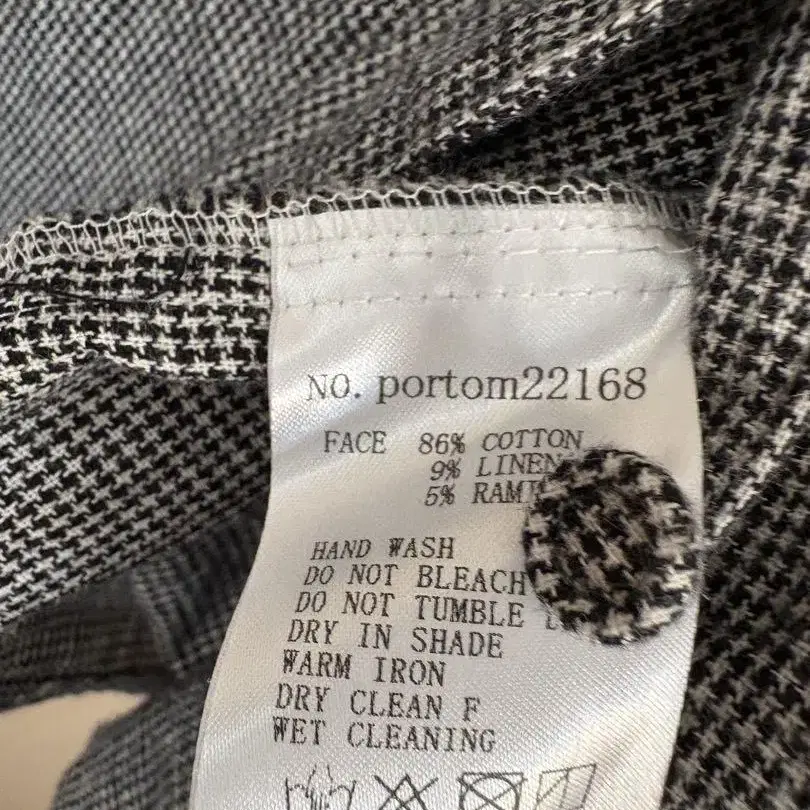 NO. portom22168
FACE 86% COTTON
9% LINEN
5%
HAND WASH
DO NOT BLEACH
DO NOT TUMBLE
DRY IN SHADE
WARM IRON
DRY CLEAN F
WET CLEANING